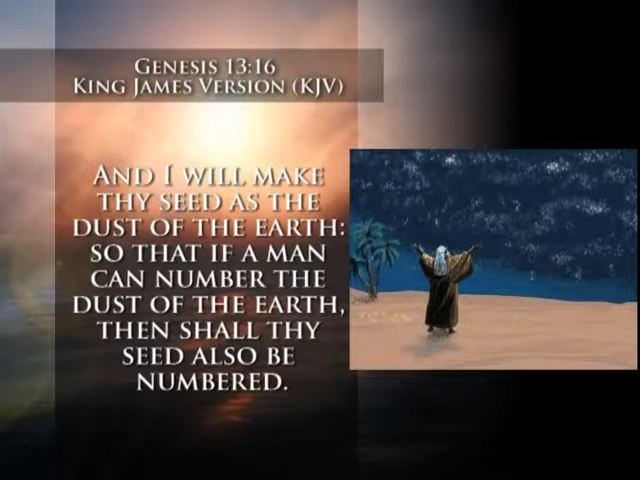 Genesis 13:16
King James Version (KJV)
And I will make
thy seed as the
dust of the earth:
so that if a man
can number the
dust of the earth,
then shall thy
seed also be
numbered.